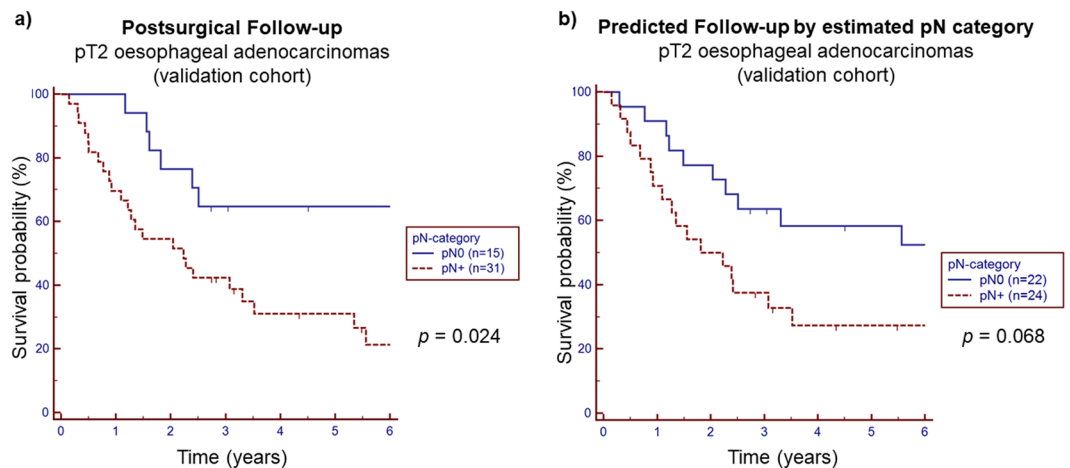 a)
Postsurgical Follow-up
pT2 oesophageal adenocarcinomas
(validation cohort)
Survival probability (%)
100
80
60
40
20
0
0 1 2 3 4 5 6
Time (years)
pN-category
pN0 (n=15)
pN+ (n=31)
p = 0.024
b)
Predicted Follow-up by estimated pN category
pT2 oesophageal adenocarcinomas
(validation cohort)
Survival probability (%)
100
80
60
40
20
0
0 1 2 3 4 5 6
Time (years)
pN-category
pN0 (n=22)
pN+ (n=24)
p = 0.068